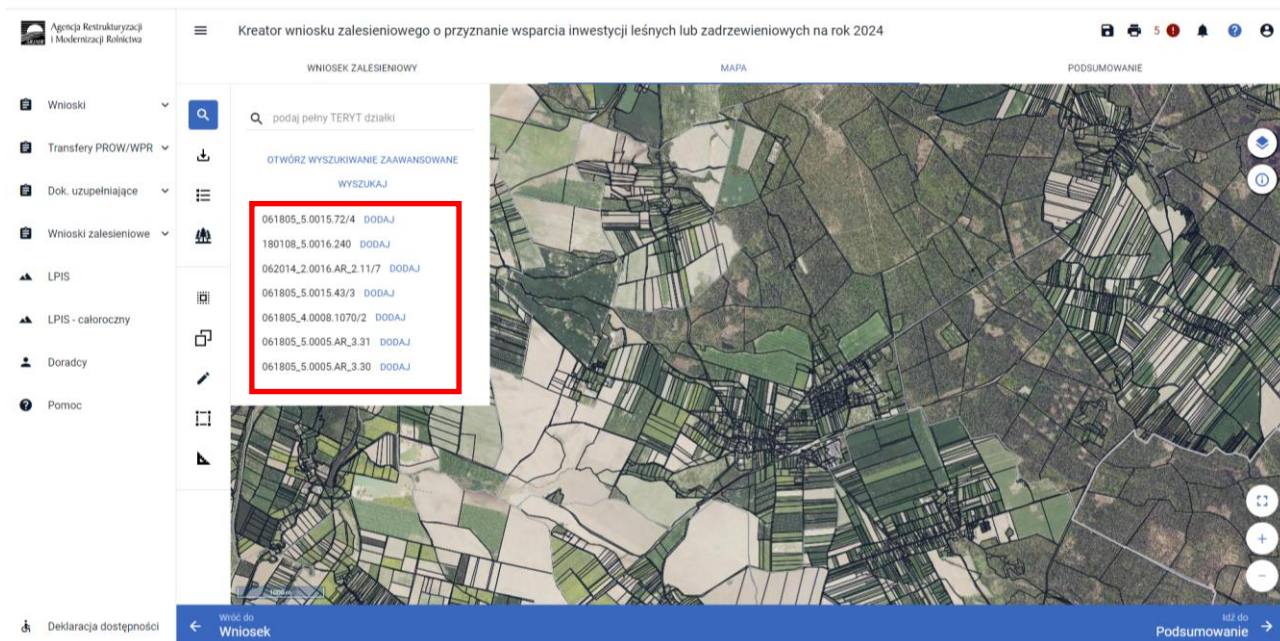 Agencja Restrukturyzacji
i Modernizacji Rolnictwa
Kreator wniosku zalesieniowego o przyznanie wsparcia inwestycji leśnych lub zadrzewieniowych na rok 2024
5
WNIOSEK ZALESIENIOWY
MAPA
PODSUMOWANIE
Wnioski
Transfery PROW/WPR
Dok. uzupełniające
Wnioski zalesieniowe
LPIS
LPIS - całoroczny
Doradcy
Pomoc
podaj pełny TERYT działki
OTWÓRZ WYSZUKIWANIE ZAAWANSOWANE
WYSZUKAJ
061805_5.0015.72/4 DODAJ
180108_5.0016.240 DODAJ
062014_2.0016.AR_2.11/7 DODAJ
061805_5.0015.43/3 DODAJ
061805_4.0008.1070/2 DODAJ
061805_5.0005.AR_3.31 DODAJ
061805_5.0005.AR_3.30 DODAJ
1000 m
Deklaracja dostępności
Wróć do
Wniosek
Idź do
Podsumowanie